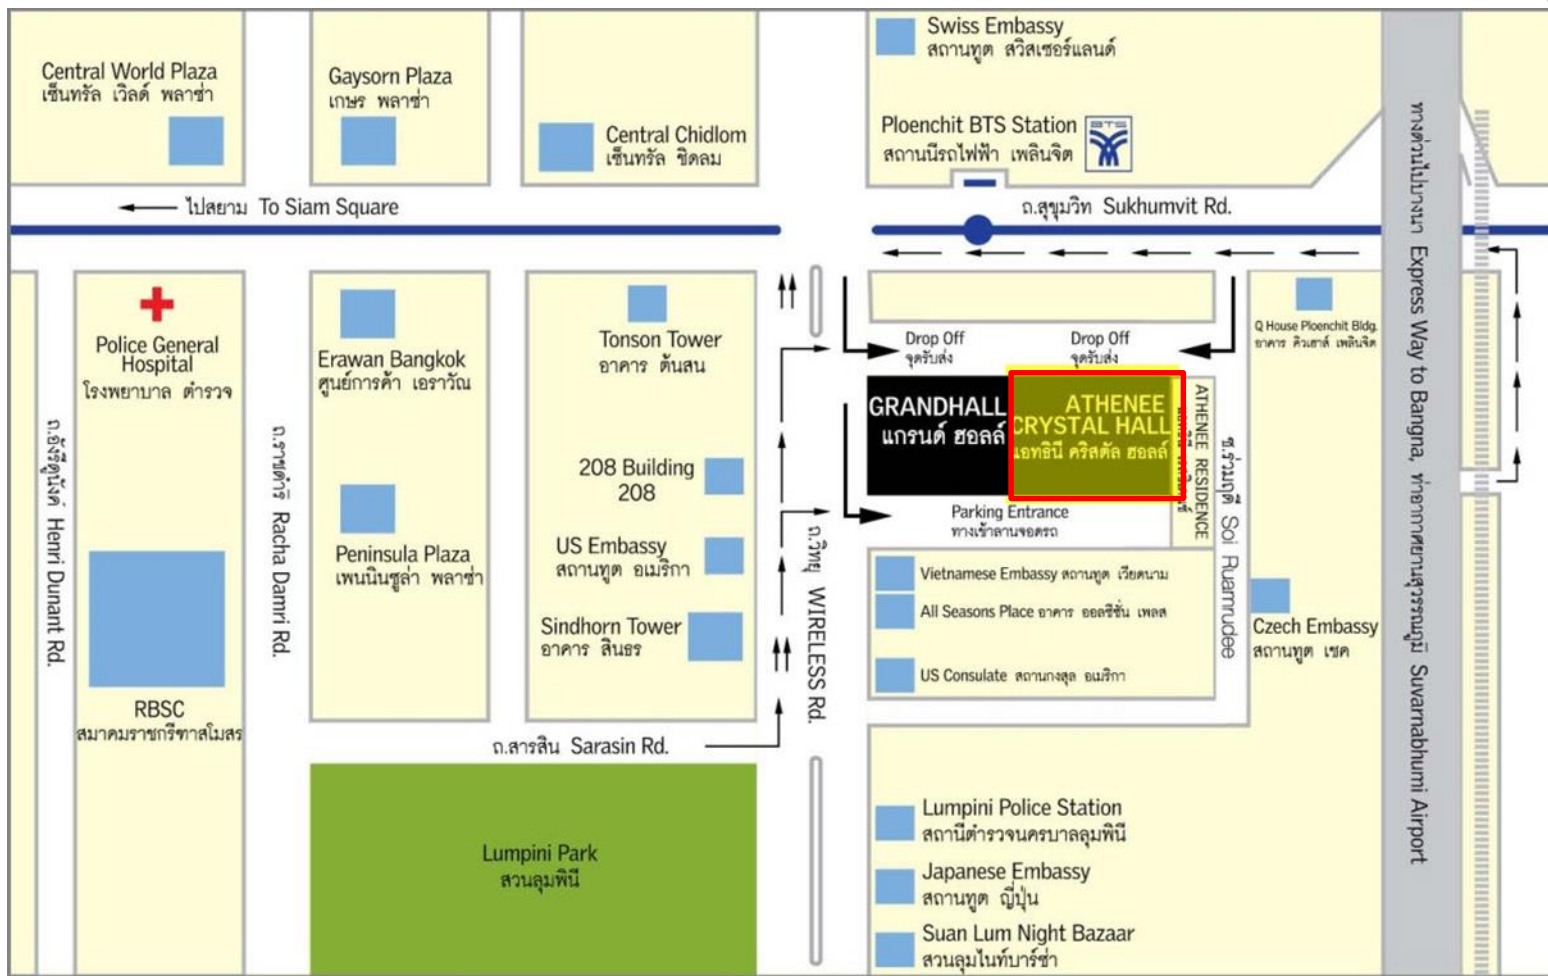 Central World Plaza
เซ็นทรัล เวิลด์ พลาซ่า
Gaysorn Plaza
เกษร พลาซ่า
Central Chidlom
เซ็นทรัล ชิดลม
Swiss Embassy
สถานทูต สวิสเซอร์แลนด์
Ploenchit BTS Station
สถานนีรถไฟฟ้า เพลินจิต
BTS
ไปสยาม To Siam Square
ถ.สุขุมวิท Sukhumvit Rd.
Police General
Hospital
โรงพยาบาล ตำรวจ
Erawan Bangkok
ศูนย์การค้า เอราวัณ
Tonson Tower
อาคาร ต้นสน
Drop Off
จุดรับส่ง
Drop Off
จุดรับส่ง
Q House Ploenchit Bldg.
อาคาร คิวเฮาส์ เพลินจิต
GRANDHALL
แกรนด์ ฮอลล์
ATHENEE
CRYSTAL HALL
แอทธินี คริสตัล ฮอลล์
ATHENEE RESIDENCE
208 Building
208
Parking Entrance
ทางเข้าลานจอดรถ
Peninsula Plaza
เพนนินซูล่า พลาซ่า
US Embassy
สถานทูต อเมริกา
Sindhorn Tower
อาคาร สินธร
Vietnamese Embassy สถานทูต เวียดนาม
All Seasons Place อาคาร ออลซีซั่น เพลส
US Consulate สถานกงสุล อเมริกา
Czech Embassy
สถานทูต เชค
RBSC
สมาคมราชกรีฑาสโมสร
ถ.อังรีดูนังต์ Henri Dunant Rd.
ถ.ราชดำริ Racha Damri Rd.
ถ.วิทยุ WIRELESS Rd.
ซ.ร่วมฤดี Soi Ruamrudee
ทางด่วนไปบางนา Express Way to Bangna, ท่าอากาศยานสุวรรณภูมิ Suvarnabhumi Airport
ถ.สารสิน Sarasin Rd.
Lumpini Park
สวนลุมพินี
Lumpini Police Station
สถานีตำรวจนครบาลลุมพินี
Japanese Embassy
สถานทูต ญี่ปุ่น
Suan Lum Night Bazaar
สวนลุมไนท์บาร์ซ่า